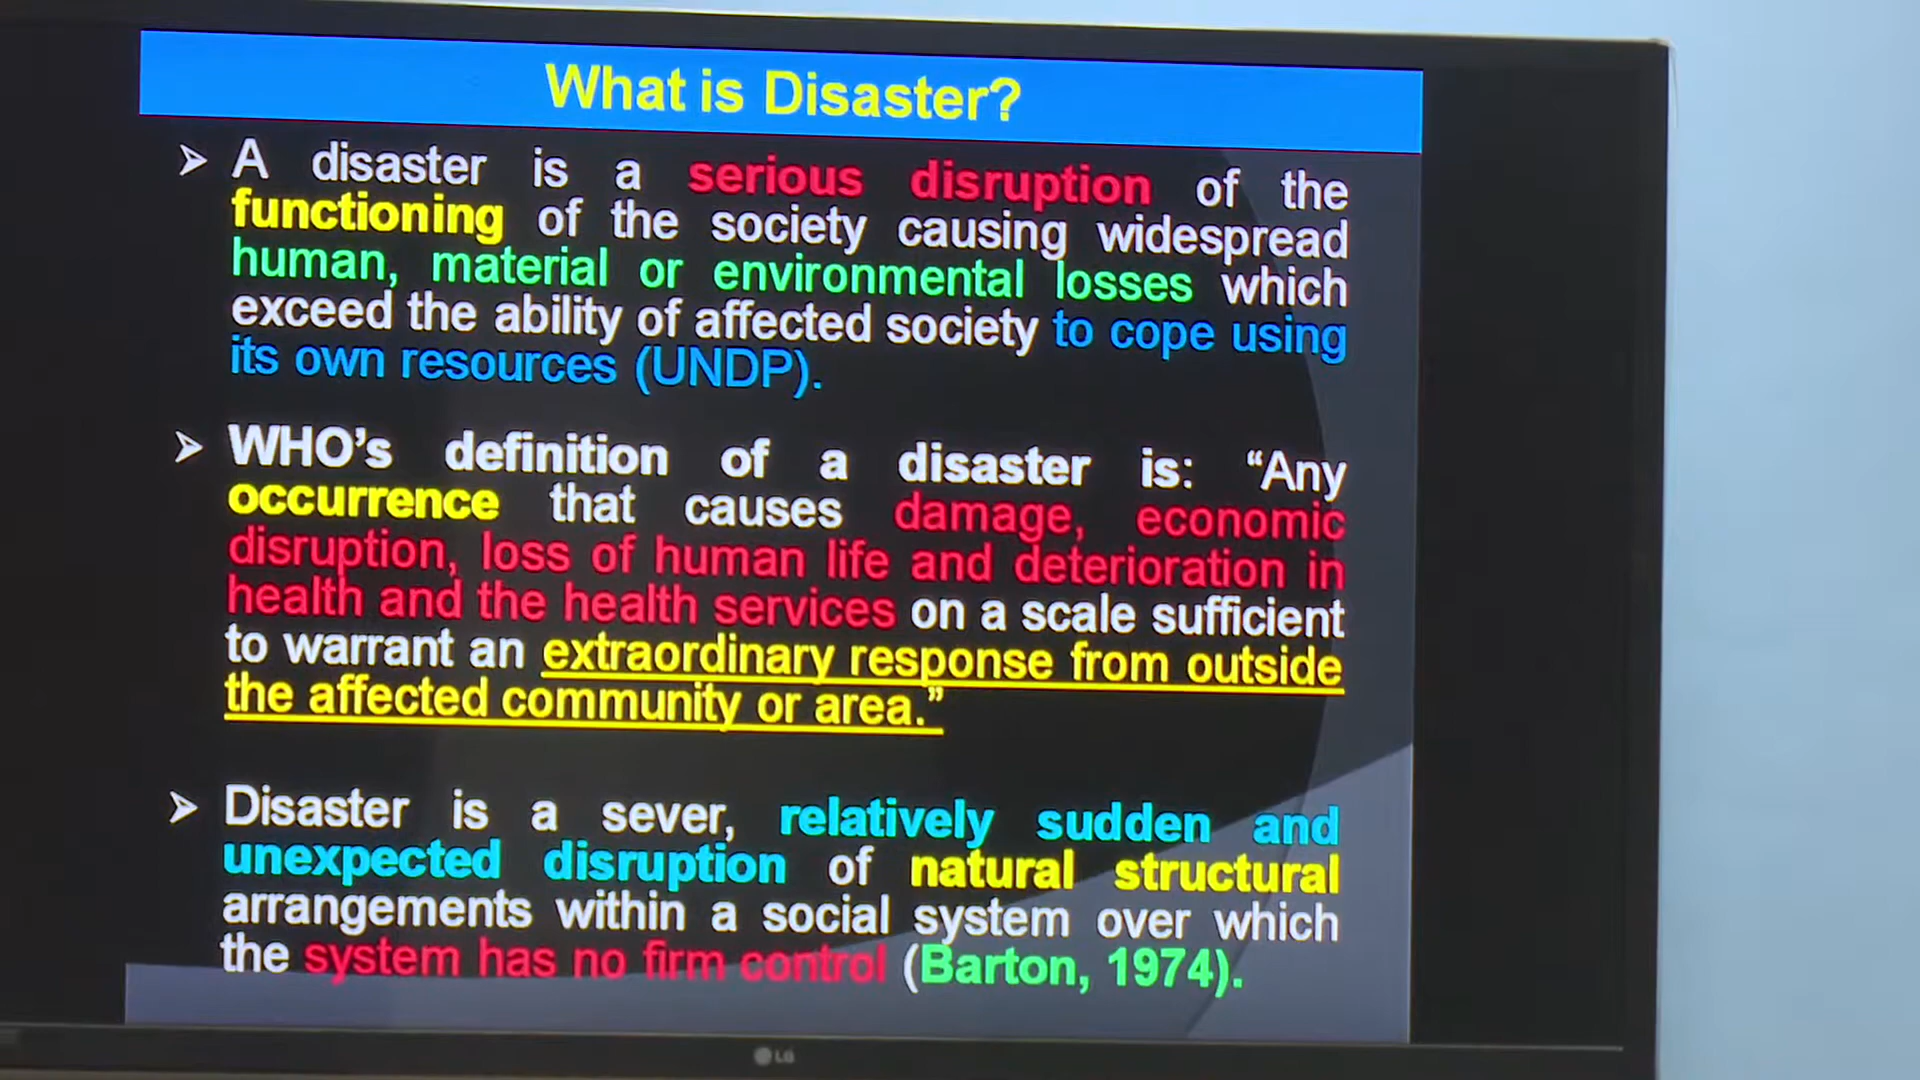 What is Disaster?
➢ A disaster is a serious disruption of the
functioning of the society causing widespread
human, material or environmental losses which
exceed the ability of affected society to cope using
its own resources (UNDP).
➢ WHO’s definition of a disaster is: “Any
occurrence that causes damage, economic
disruption, loss of human life and deterioration in
health and the health services on a scale sufficient
to warrant an extraordinary response from outside
the affected community or area.”
➢ Disaster is a sever, relatively sudden and
unexpected disruption of natural structural
arrangements within a social system over which
the system has no firm control (Barton, 1974).
LG